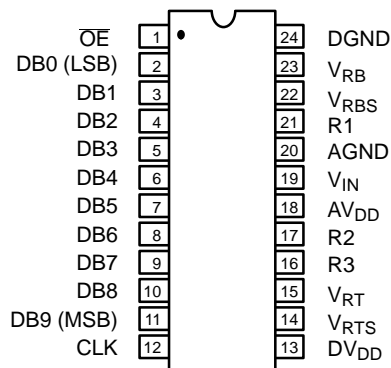 O̅E̅ 1 24 DGND
DB0 (LSB) 2 23 VRB
DB1 3 22 VRBS
DB2 4 21 R1
DB3 5 20 AGND
DB4 6 19 VIN
DB5 7 18 AVDD
DB6 8 17 R2
DB7 9 16 R3
DB8 10 15 VRT
DB9 (MSB) 11 14 VRTS
CLK 12 13 DVDD